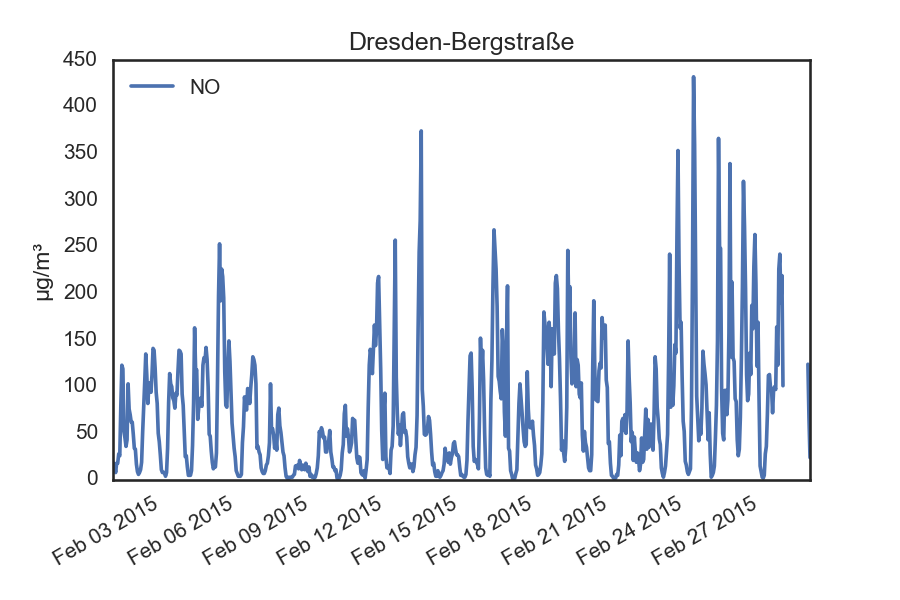 Dresden-Bergstraße
450
400
350
300
250
200
150
100
50
0
µg/m³
NO
Feb 03 2015
Feb 06 2015
Feb 09 2015
Feb 12 2015
Feb 15 2015
Feb 18 2015
Feb 21 2015
Feb 24 2015
Feb 27 2015